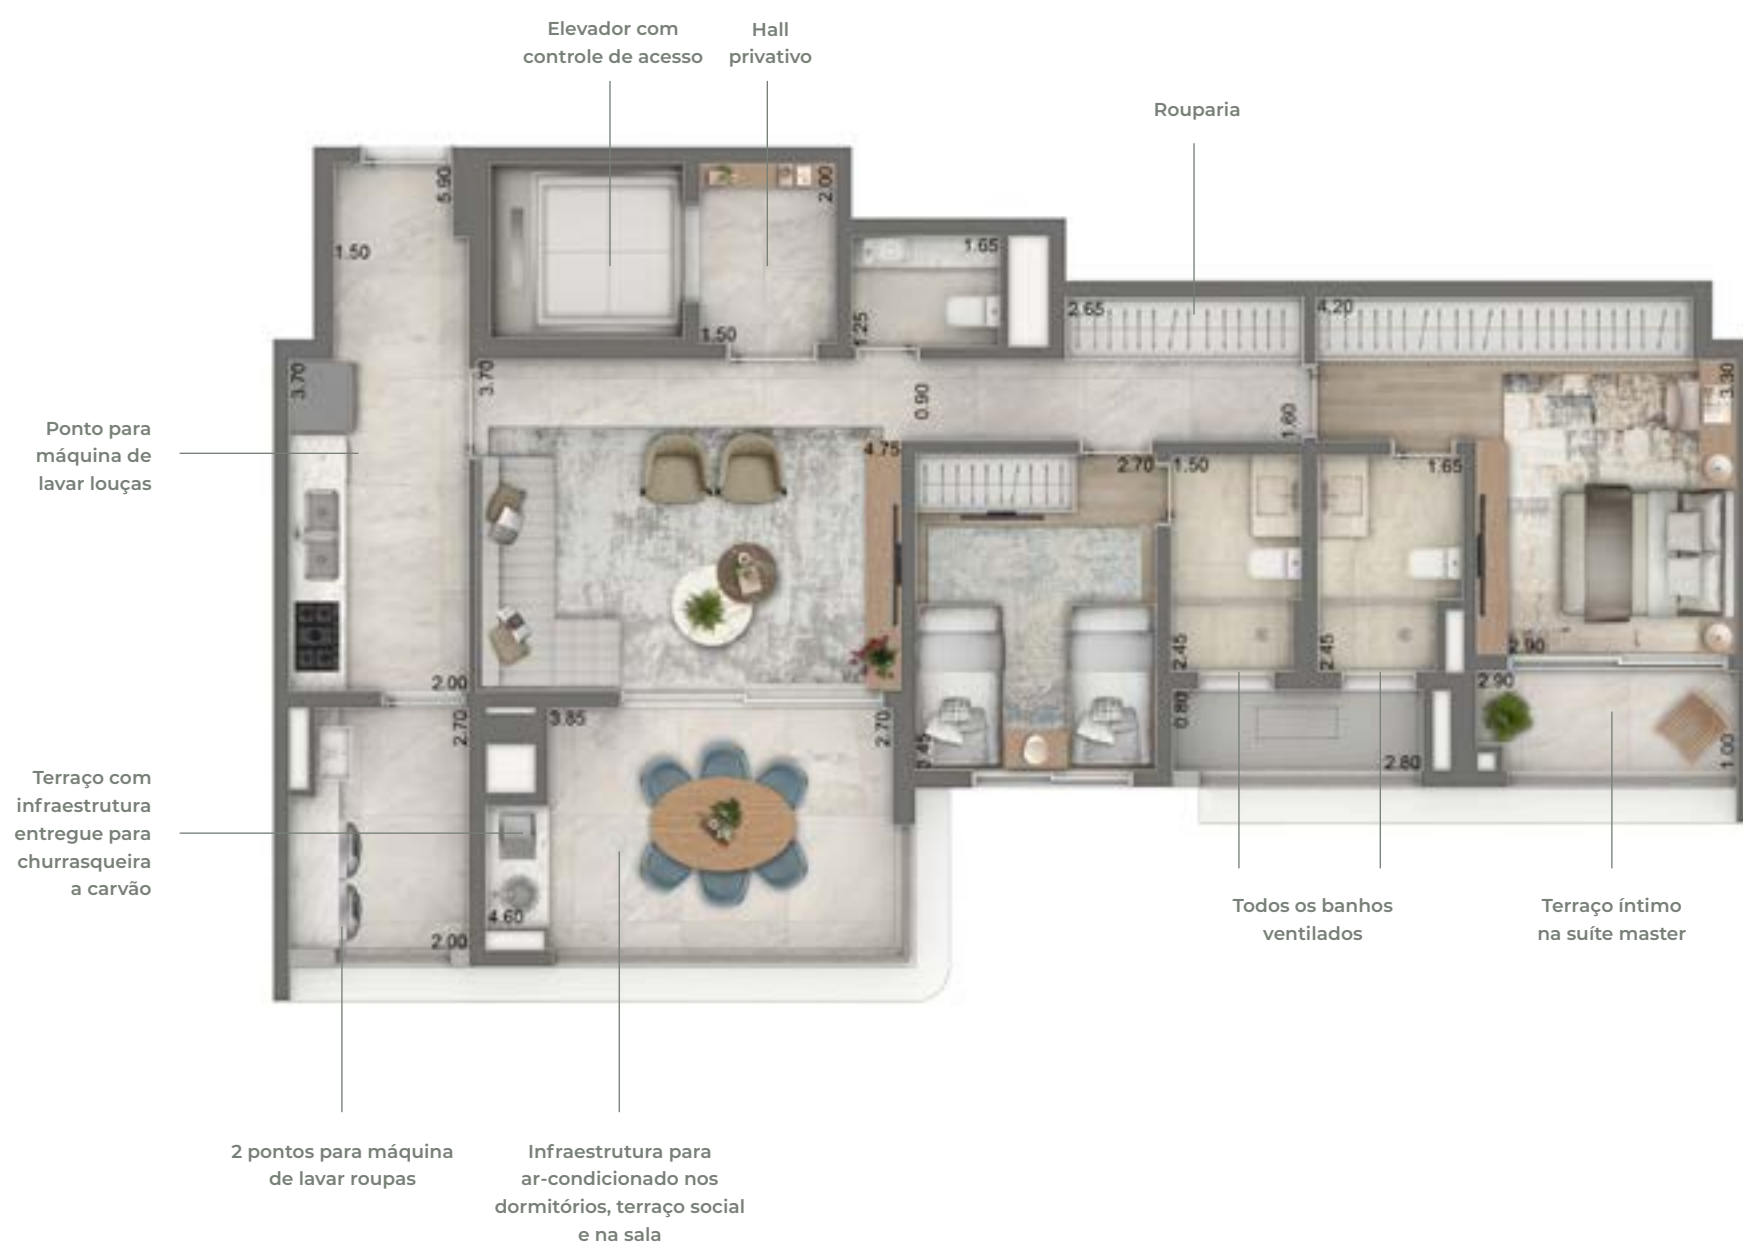 Elevador com
controle de acesso
Hall
privativo
Rouparia
5.90
2.00
1.50
1.65
1.50
1.25
2.65
4.20
3.70
3.70
0.90
1.60
3.30
Ponto para
máquina de
lavar louças
4.75
2.70
1.50
1.65
2.45
2.45
2.90
2.00
2.90
2.70
3.85
2.70
0.80
3.45
2.80
1.00
Terraço com
infraestrutura
entregue para
churrasqueira
a carvão
4.60
2.00
Todos os banhos
ventilados
Terraço íntimo
na suíte master
2 pontos para máquina
de lavar roupas
Infraestrutura para
ar-condicionado nos
dormitórios, terraço social
e na sala